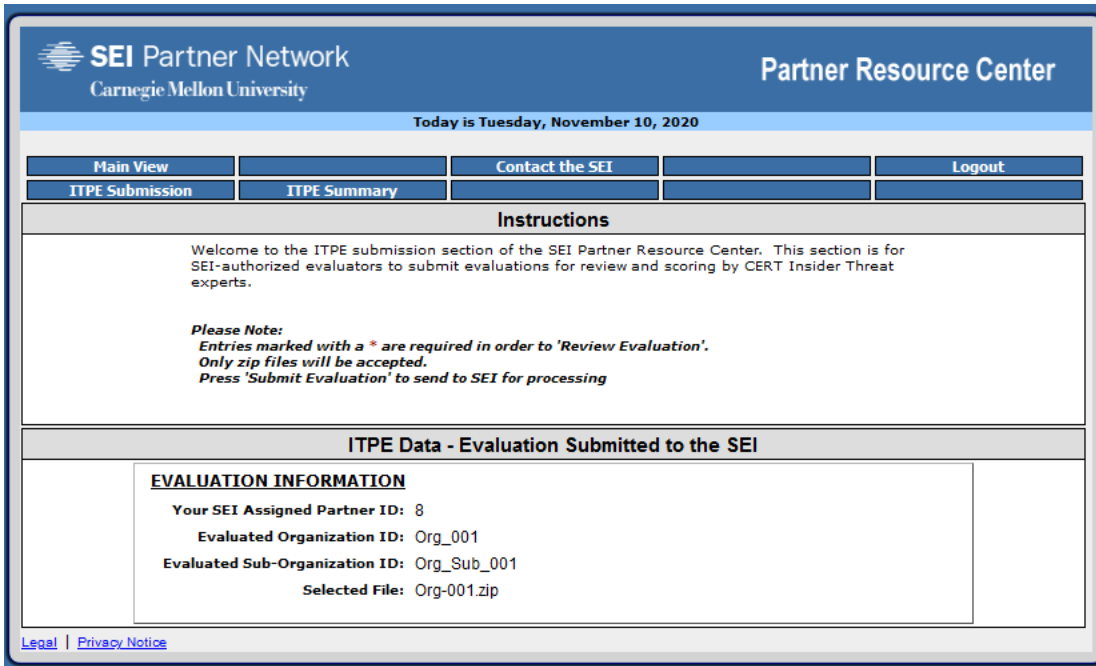 SEI Partner Network
Carnegie Mellon University
Partner Resource Center
Today is Tuesday, November 10, 2020
Main View Contact the SEI Logout
ITPE Submission ITPE Summary
Instructions
Welcome to the ITPE submission section of the SEI Partner Resource Center. This section is for
SEI-authorized evaluators to submit evaluations for review and scoring by CERT Insider Threat
experts.
Please Note:
Entries marked with a * are required in order to 'Review Evaluation'.
Only zip files will be accepted.
Press 'Submit Evaluation' to send to SEI for processing
ITPE Data - Evaluation Submitted to the SEI
EVALUATION INFORMATION
Your SEI Assigned Partner ID: 8
Evaluated Organization ID: Org_001
Evaluated Sub-Organization ID: Org_Sub_001
Selected File: Org-001.zip
Legal | Privacy Notice